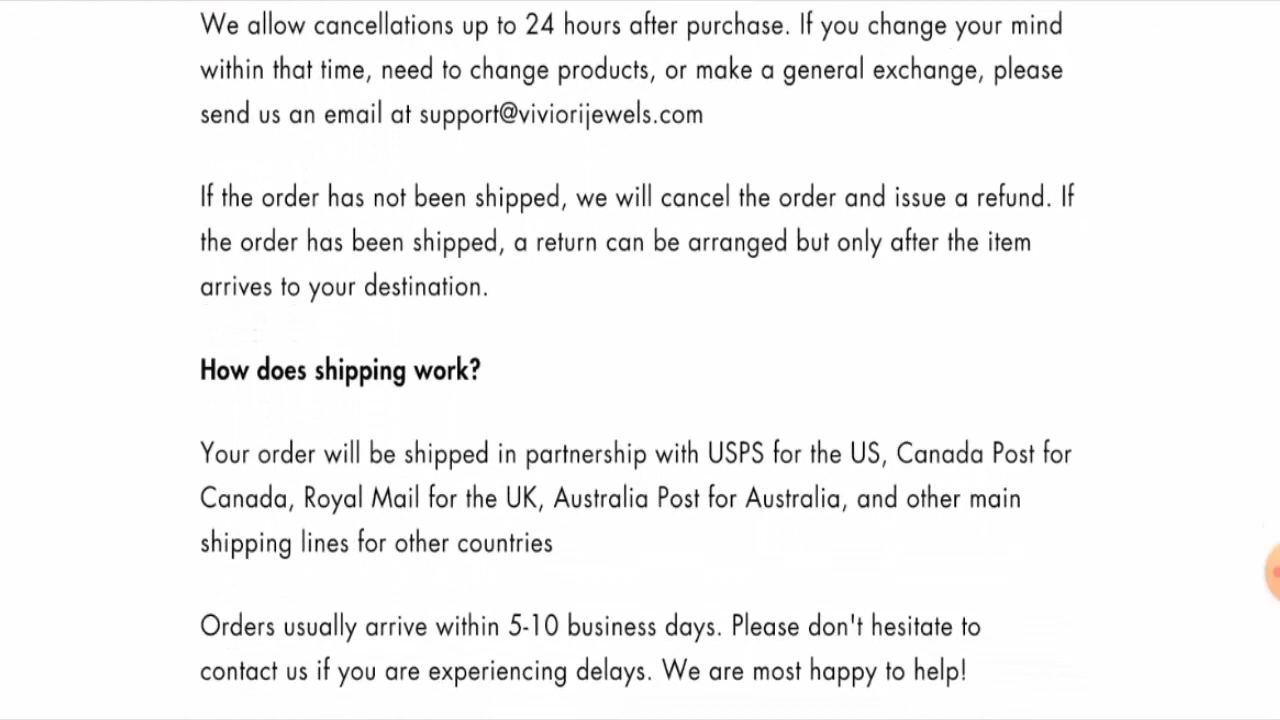 We allow cancellations up to 24 hours after purchase. If you change your mind
within that time, need to change products, or make a general exchange, please
send us an email at support@viviorijewels.com
If the order has not been shipped, we will cancel the order and issue a refund. If
the order has been shipped, a return can be arranged but only after the item
arrives to your destination.
How does shipping work?
Your order will be shipped in partnership with USPS for the US, Canada Post for
Canada, Royal Mail for the UK, Australia Post for Australia, and other main
shipping lines for other countries
Orders usually arrive within 5-10 business days. Please don't hesitate to
contact us if you are experiencing delays. We are most happy to help!